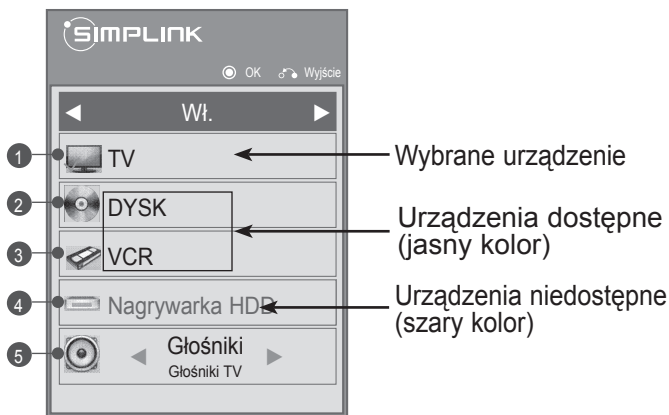 SIMPLINK
OK Wyjście
Wł.
1 TV
Wybrane urządzenie
2 DYSK
3 VCR
Urządzenia dostępne
(jasny kolor)
4 Nagrywarka HDD
Urządzenia niedostępne
(szary kolor)
5 Głośniki
Głośniki TV